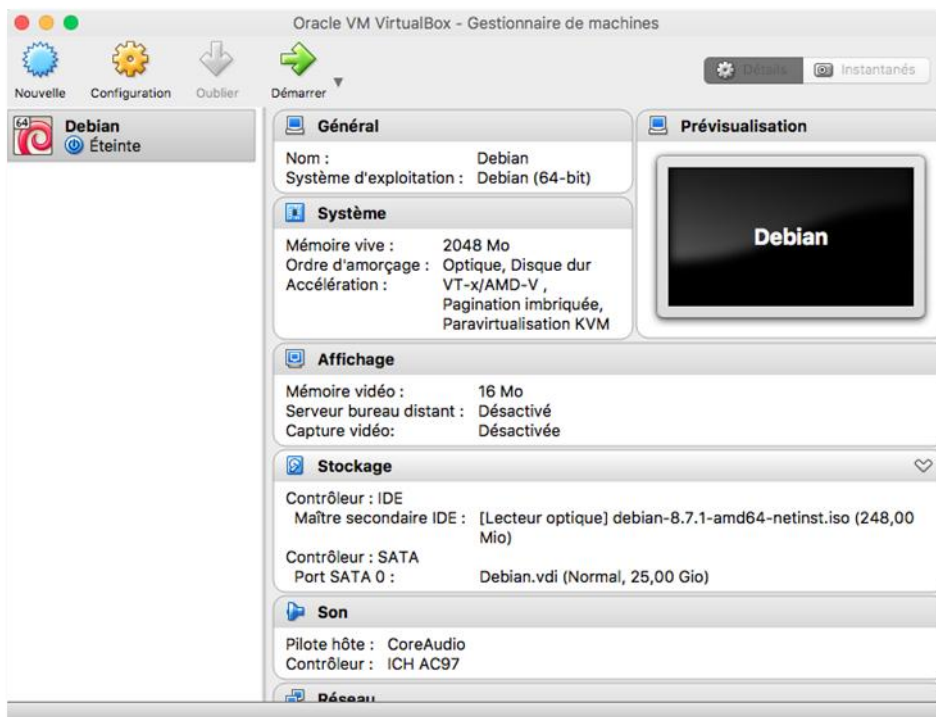 Oracle VM VirtualBox - Gestionnaire de machines
Nouvelle Configuration Oublier Démarrer
Détails Instantanés
64 Debian
Éteinte
Général
Nom : Debian
Système d'exploitation : Debian (64-bit)
Prévisualisation
Debian
Système
Mémoire vive : 2048 Mo
Ordre d'amorçage : Optique, Disque dur
Accélération : VT-x/AMD-V ,
Pagination imbriquée,
Paravirtualisation KVM
Affichage
Mémoire vidéo : 16 Mo
Serveur bureau distant : Désactivé
Capture vidéo: Désactivée
Stockage
Contrôleur : IDE
Maître secondaire IDE : [Lecteur optique] debian-8.7.1-amd64-netinst.iso (248,00
Mio)
Contrôleur : SATA
Port SATA 0 : Debian.vdi (Normal, 25,00 Gio)
Son
Pilote hôte : CoreAudio
Contrôleur : ICH AC97
Réseau